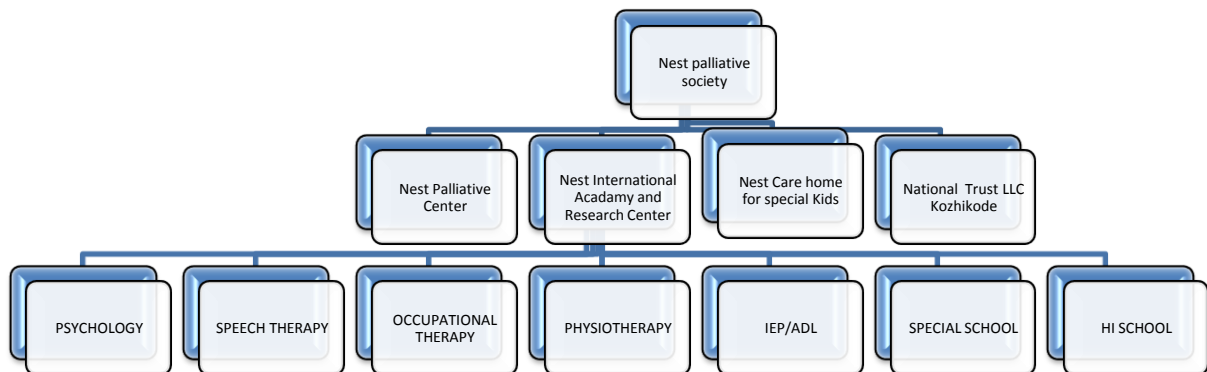 Nest palliative
society
Nest Palliative
Center
Nest International
Acadamy and
Research Center
Nest Care home
for special Kids
National Trust LLC
Kozhikode
PSYCHOLOGY
SPEECH THERAPY
OCCUPATIONAL
THERAPY
PHYSIOTHERAPY
IEP/ADL
SPECIAL SCHOOL
HI SCHOOL